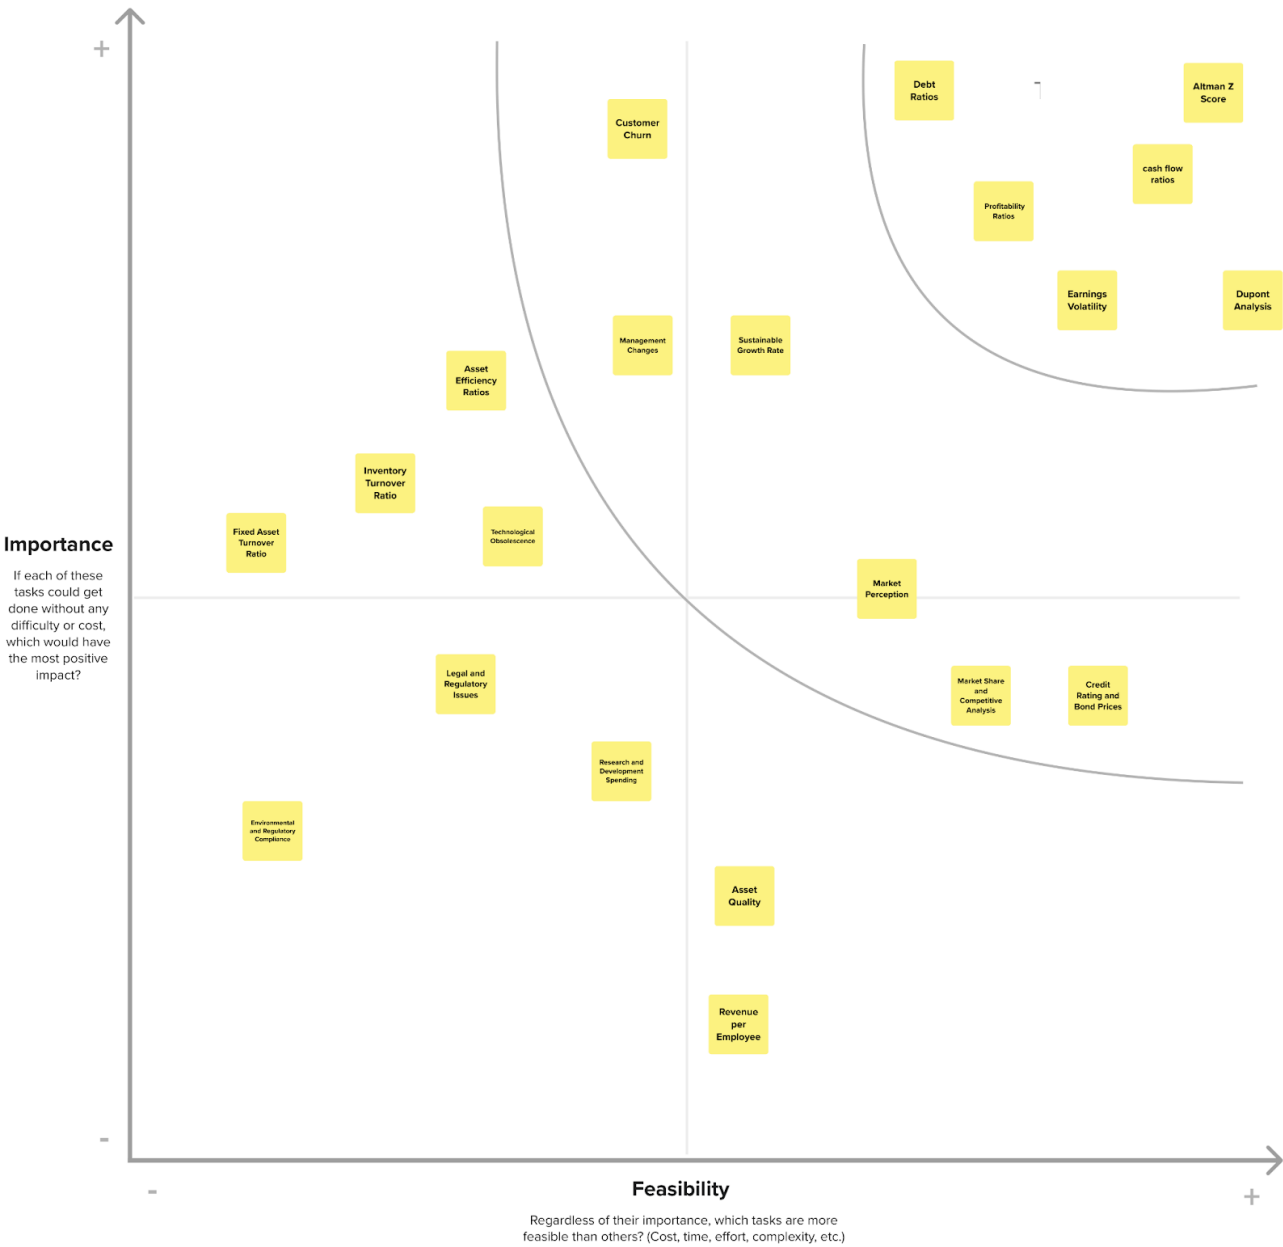 +
Debt
Ratios
Altman Z
Score
Customer
Churn
cash flow
ratios
Profitability
Ratios
Earnings
Volatility
Dupont
Analysis
Management
Changes
Sustainable
Growth Rate
Asset
Efficiency
Ratios
Inventory
Turnover
Ratio
Fixed Asset
Turnover
Ratio
Technological
Obsolescence
Importance
If each of these
tasks could get
done without any
difficulty or cost,
which would have
the most positive
impact?
Market
Perception
Legal and
Regulatory
Issues
Market Share
and
Competitive
Analysis
Credit
Rating and
Bond Prices
Research and
Development
Spending
Environmental
and Regulatory
Compliance
Asset
Quality
Revenue
per
Employee
-
-
Feasibility
+
Regardless of their importance, which tasks are more
feasible than others? (Cost, time, effort, complexity, etc.)